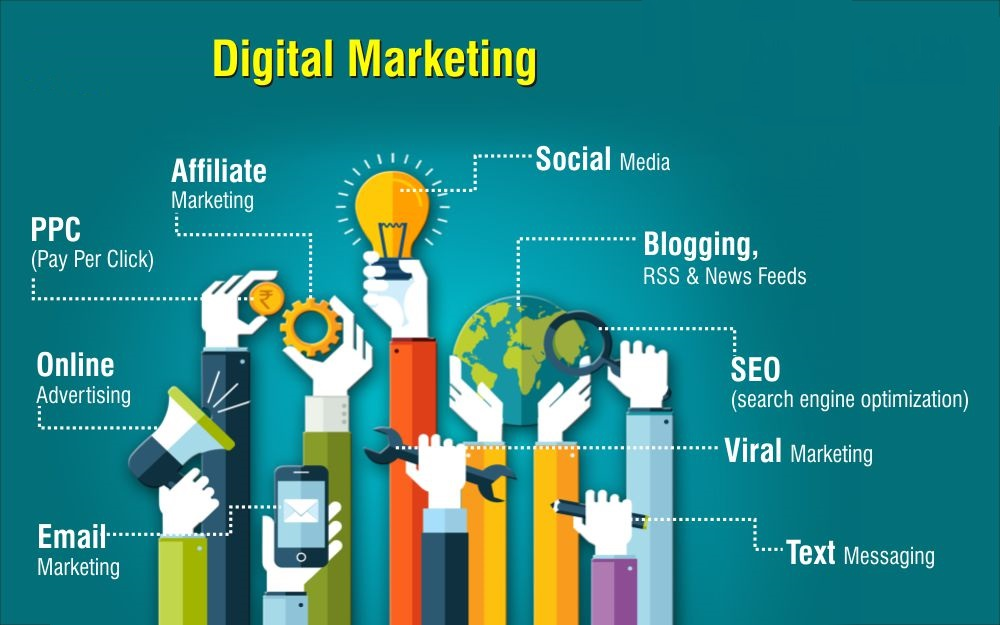 Digital Marketing
Affiliate
Marketing
Social Media
PPC
(Pay Per Click)
Blogging,
RSS & News Feeds
₹
Online
Advertising
SEO
(search engine optimization)
Viral Marketing
Email
Marketing
Text Messaging